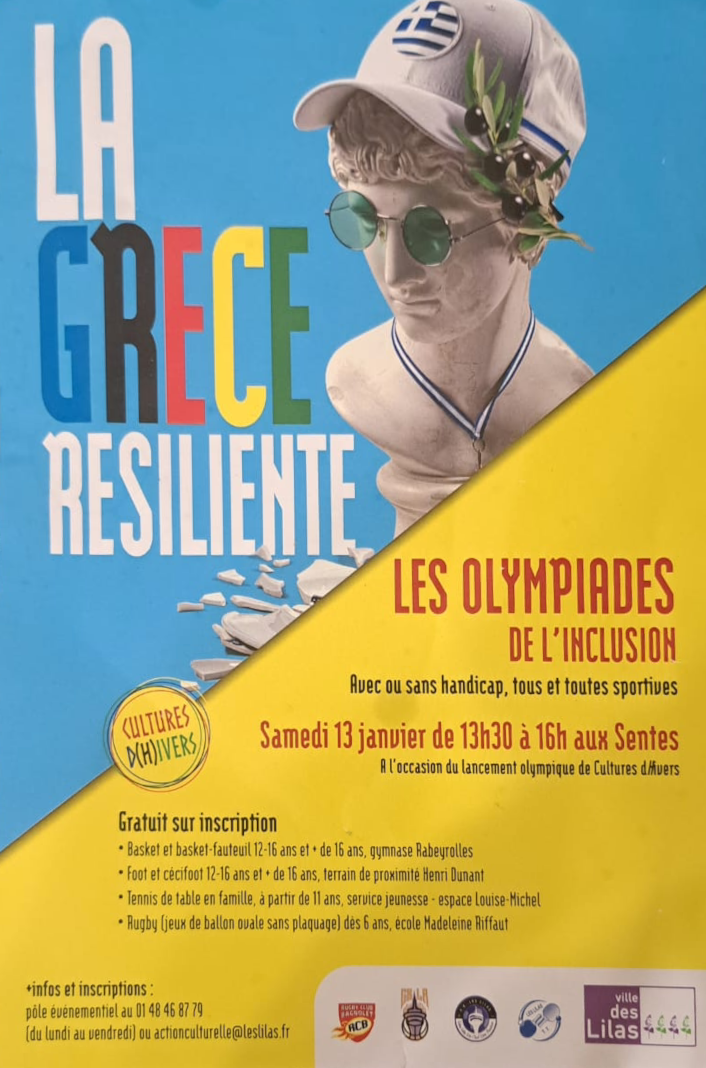 LA
GRECE
RESILIENTE
LES OLYMPIADES
DE L'INCLUSION
Avec ou sans handicap, tous et toutes sportives
CULTURES
D(H)IVERS
Samedi 13 janvier de 13h30 à 16h aux Sentes
A l'occasion du lancement olympique de Cultures d/Hivers
Gratuit sur inscription
• Basket et basket-fauteuil 12-16 ans et + de 16 ans, gymnase Rabeyrolles
• Foot et cécifoot 12-16 ans et + de 16 ans, terrain de proximité Henri Dunant
• Tennis de table en famille, à partir de 11 ans, service jeunesse - espace Louise-Michel
• Rugby (jeux de ballon ovale sans plaquage) dès 6 ans, école Madeleine Riffaut
+infos et inscriptions :
pôle événementiel au 01 48 46 87 79
(du lundi au vendredi) ou actionculturelle@leslilas.fr
RUGBY CLUB
BAGNOLET
RCB
ville
des
Lilas